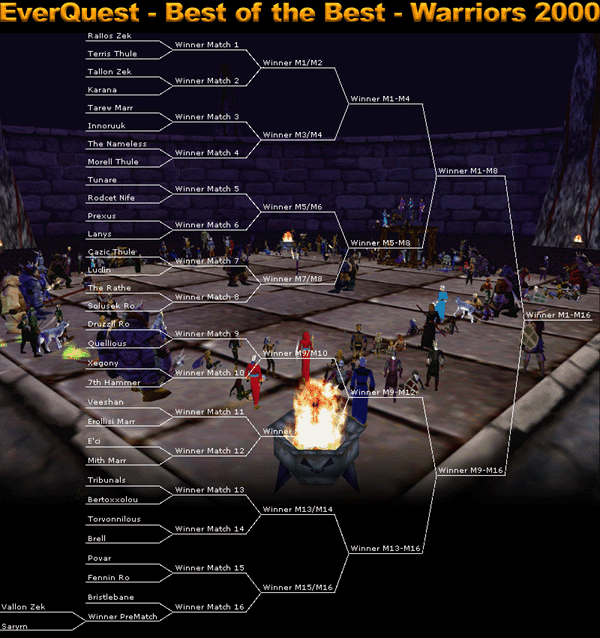 EverQuest - Best of the Best - Warriors 2000
Rallos Zek
Winner Match 1
Terris Thule
Winner M1/M2
Tallon Zek
Winner Match 2
Karana
Winner M1-M4
Tarew Marr
Winner Match 3
Innoruuk
Winner M3/M4
The Nameless
Winner Match 4
Morell Thule
Winner M1-M8
Tunare
Winner Match 5
Rodcet Nife
Winner M5/M6
Prexus
Winner Match 6
Lanys
Winner M5-M8
Cazic Thule
Winner Match 7
Luclin
Winner M7/M8
The Rathe
Winner Match 8
Solusek Ro
Winner M1-M16
Druzzil Ro
Winner Match 9
Quellious
Winner M9/M10
Xegony
Winner Match 10
7th Hammer
Winner M9-M12
Veeshan
Winner Match 11
Erollisi Marr
Winner
E'ci
Winner Match 12
Mith Marr
Winner M9-M16
Tribunals
Winner Match 13
Bertoxxolou
Winner M13/M14
Torvonnilous
Winner Match 14
Brell
Winner M13-M16
Povar
Winner Match 15
Fennin Ro
Winner M15/M16
Bristlebane
Winner Match 16
Vallon Zek
Winner PreMatch
Saryrn